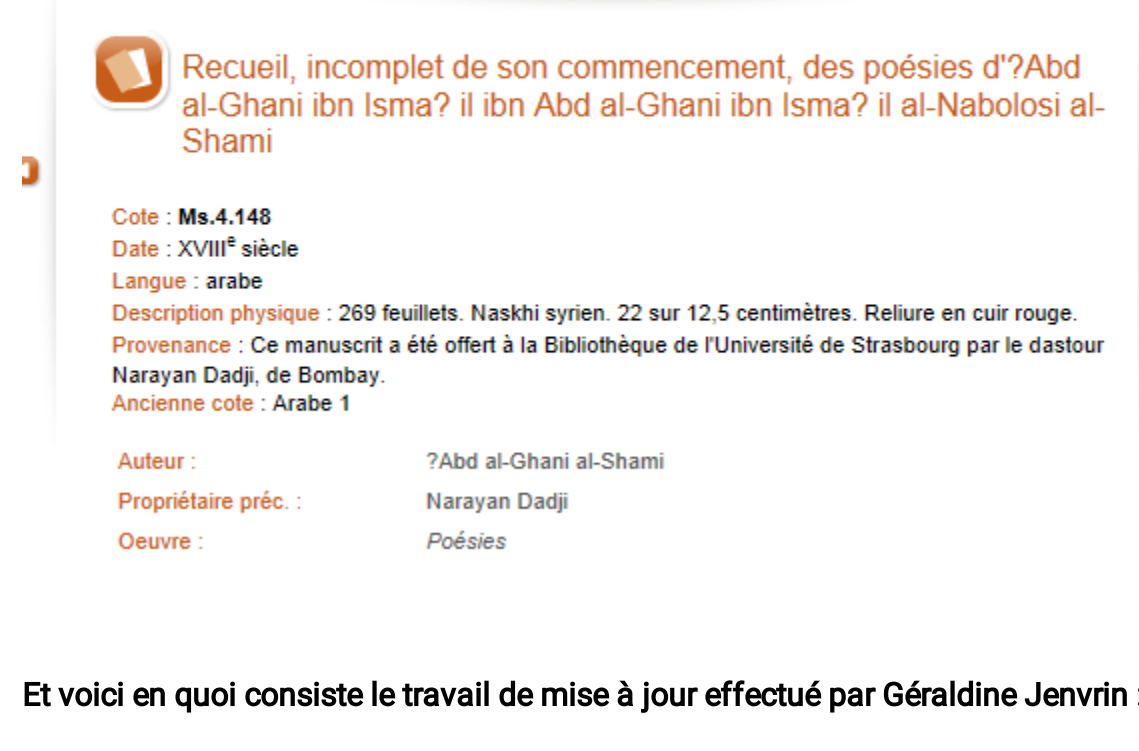 Recueil, incomplet de son commencement, des poésies d'?Abd
al-Ghani ibn Isma? il ibn Abd al-Ghani ibn Isma? il al-Nabolosi al-
Shami
Cote : Ms.4.148
Date : XVIIIe siècle
Langue : arabe
Description physique : 269 feuillets. Naskhi syrien. 22 sur 12,5 centimètres. Reliure en cuir rouge.
Provenance : Ce manuscrit a été offert à la Bibliothèque de l'Université de Strasbourg par le dastour
Narayan Dadji, de Bombay.
Ancienne cote : Arabe 1
Auteur : ?Abd al-Ghani al-Shami
Propriétaire préc. : Narayan Dadji
Oeuvre : Poésies
Et voici en quoi consiste le travail de mise à jour effectué par Géraldine Jenvrin :